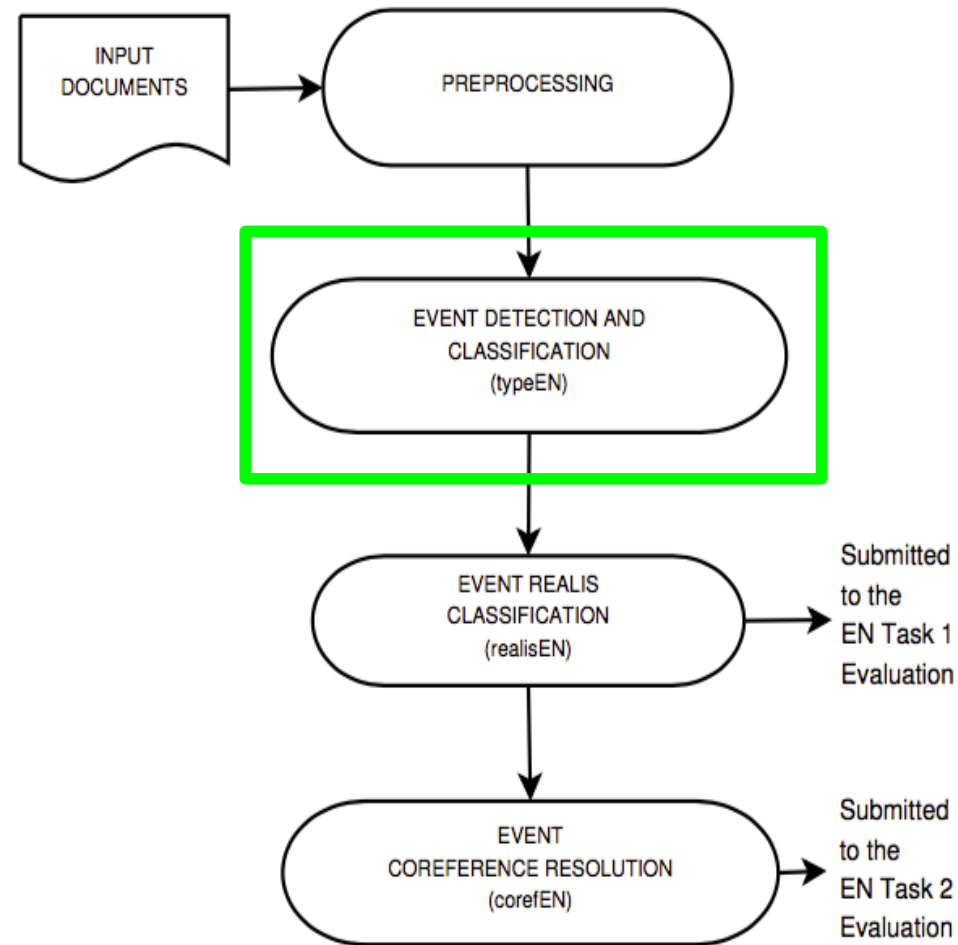 INPUT
DOCUMENTS
PREPROCESSING
EVENT DETECTION AND
CLASSIFICATION
(typeEN)
EVENT REALIS
CLASSIFICATION
(realisEN)
Submitted
to the
EN Task 1
Evaluation
EVENT
COREFERENCE RESOLUTION
(corefEN)
Submitted
to the
EN Task 2
Evaluation